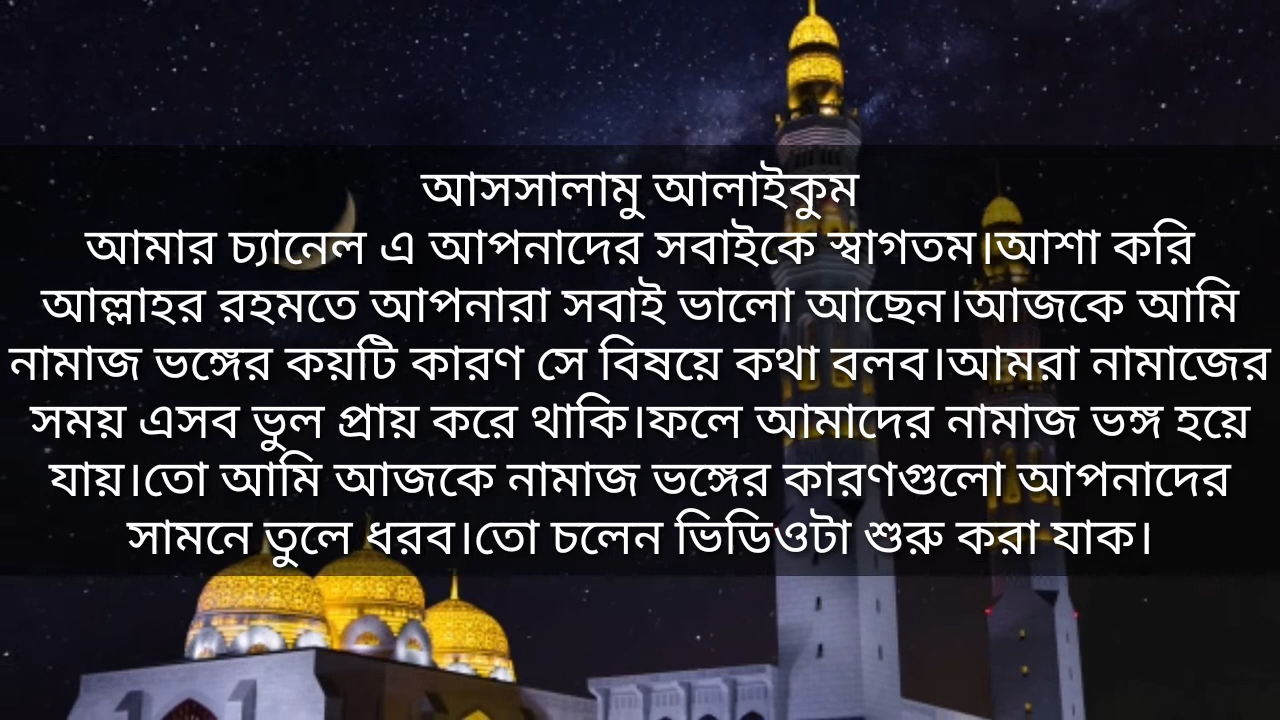 আসসালামু আলাইকুম
আমার চ্যানেল এ আপনাদের সবাইকে স্বাগতম।আশা করি
আল্লাহর রহমতে আপনারা সবাই ভালো আছেন।আজকে আমি
নামাজ ভঙ্গের কয়টি কারণ সে বিষয়ে কথা বলব।আমরা নামাজের
সময় এসব ভুল প্রায় করে থাকি।ফলে আমাদের নামাজ ভঙ্গ হয়ে
যায়।তো আমি আজকে নামাজ ভঙ্গের কারণগুলো আপনাদের
সামনে তুলে ধরব।তো চলেন ভিডিওটা শুরু করা যাক।